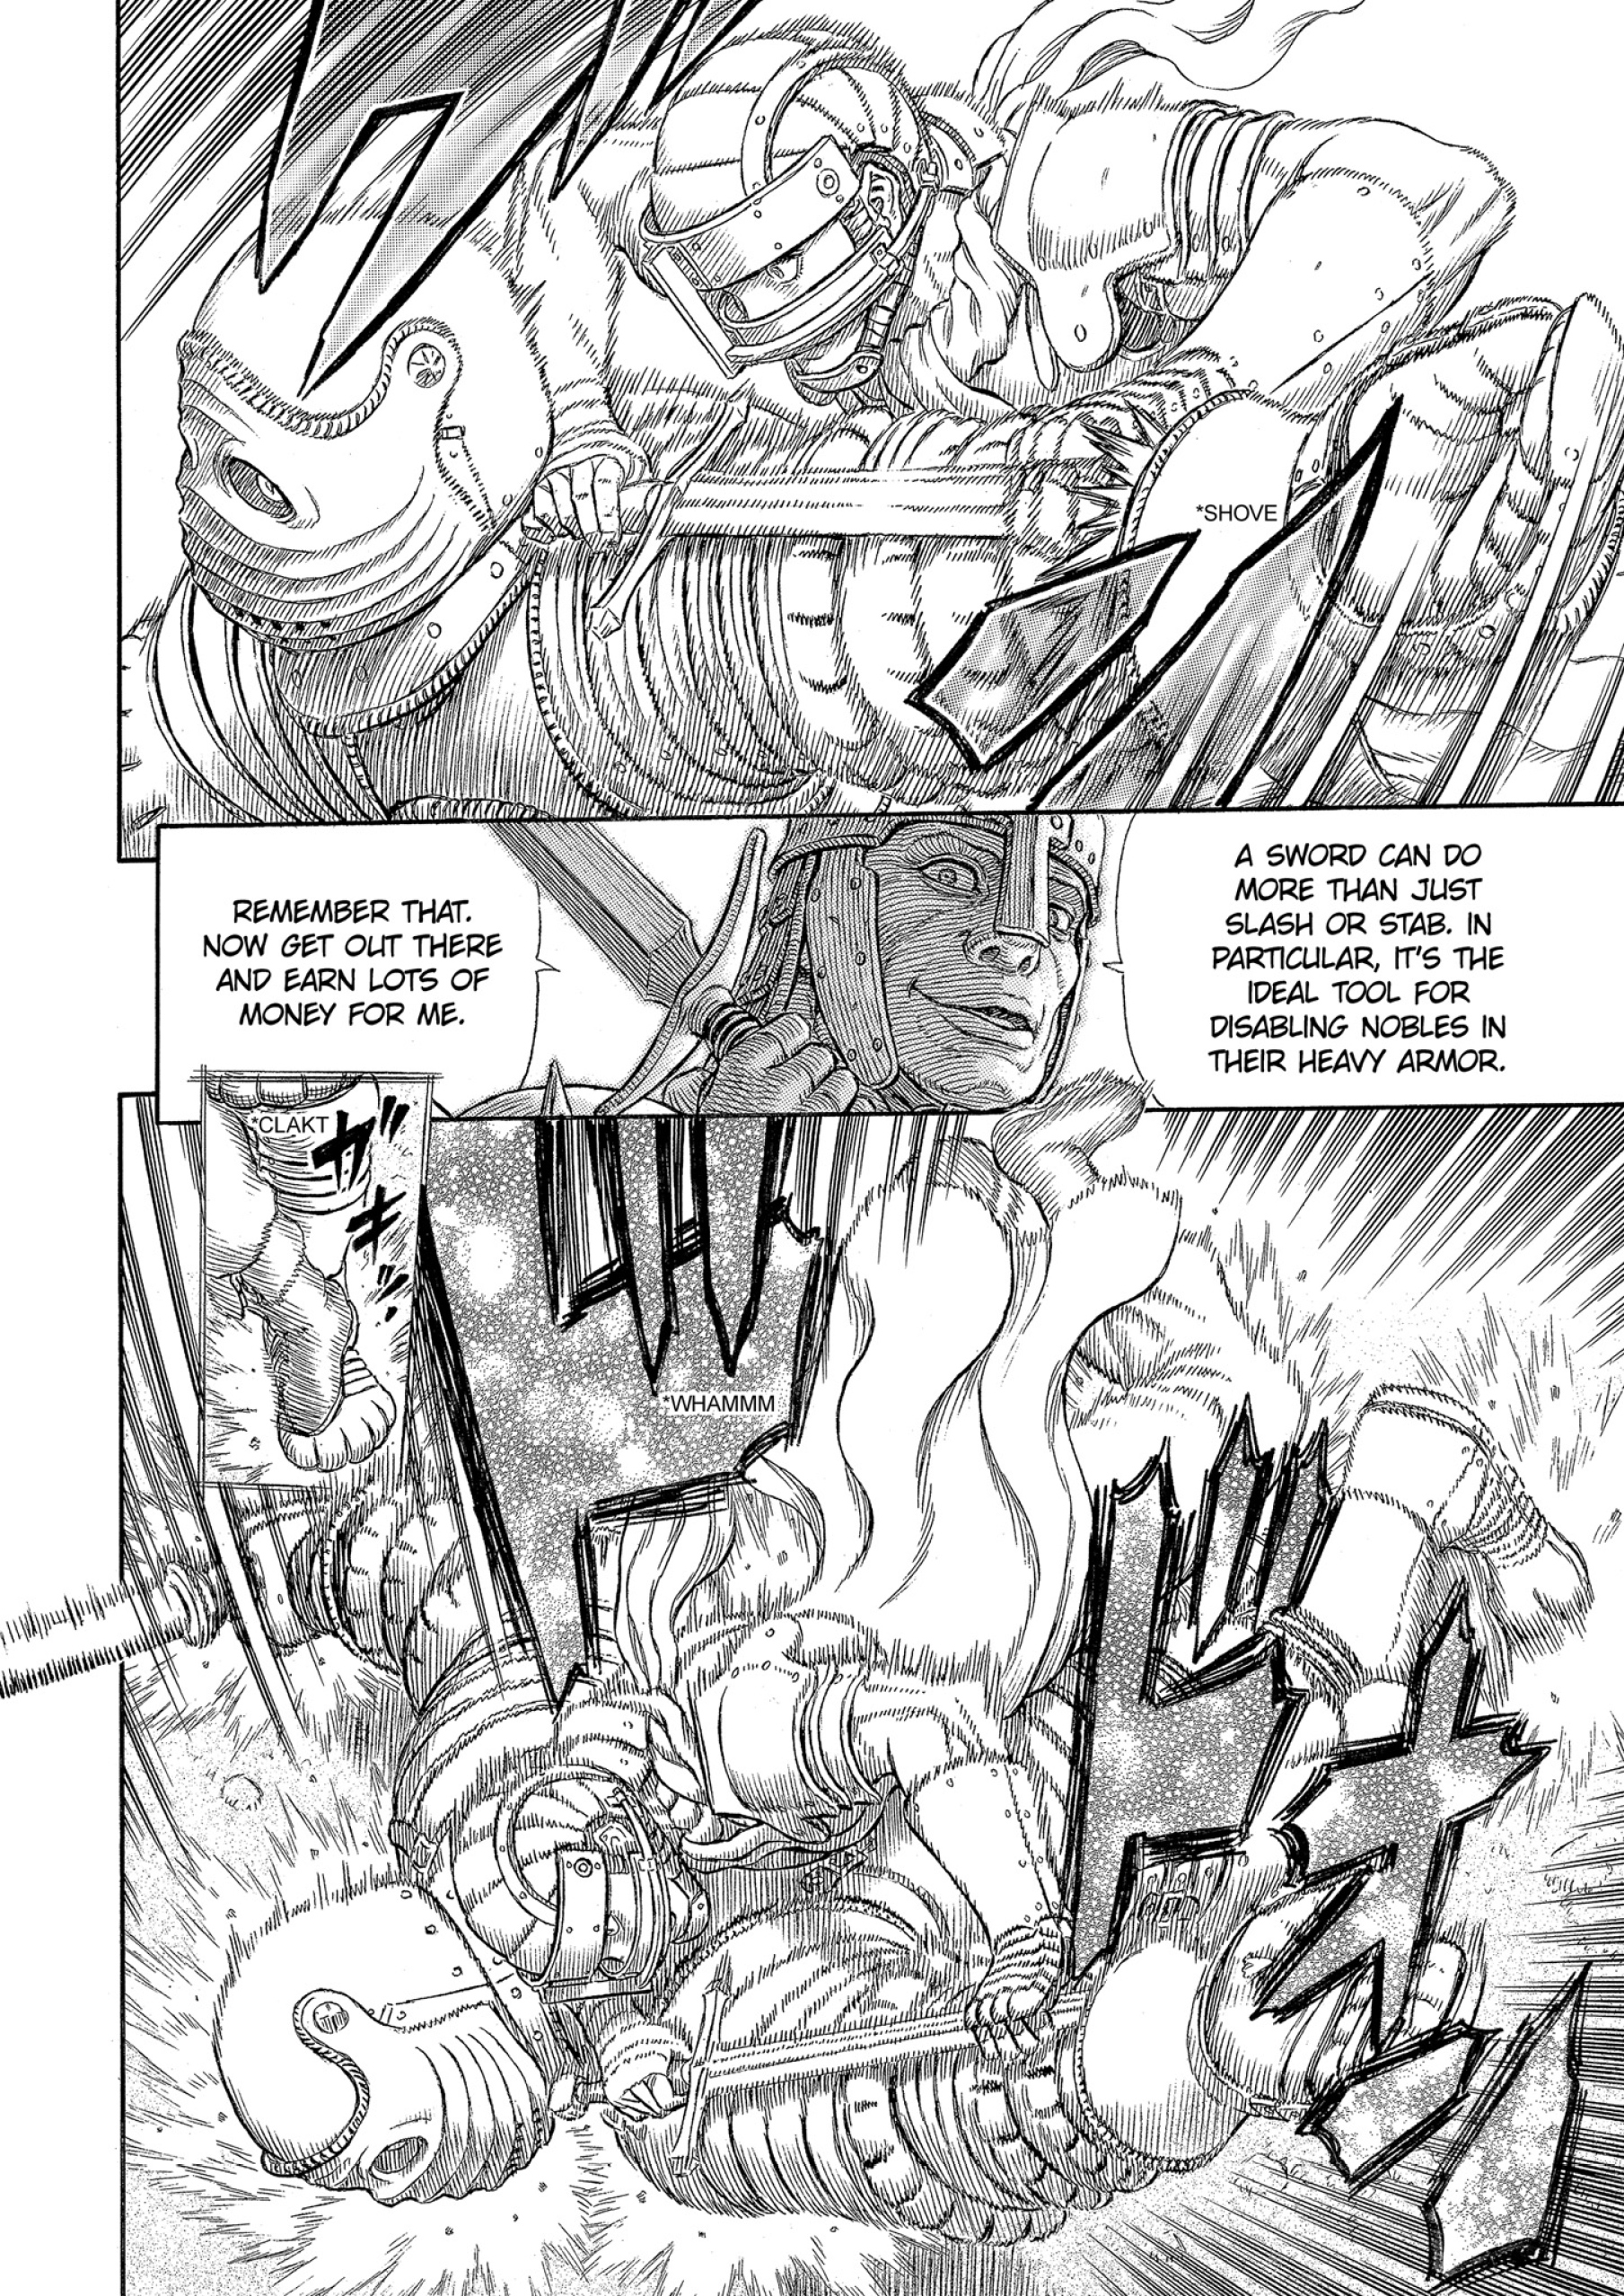 *SHOVE
A SWORD CAN DO
MORE THAN JUST
SLASH OR STAB. IN
PARTICULAR, IT'S THE
IDEAL TOOL FOR
DISABLING NOBLES IN
THEIR HEAVY ARMOR.
REMEMBER THAT.
NOW GET OUT THERE
AND EARN LOTS OF
MONEY FOR ME.
*CLAKT
ガキ
*WHAMMM